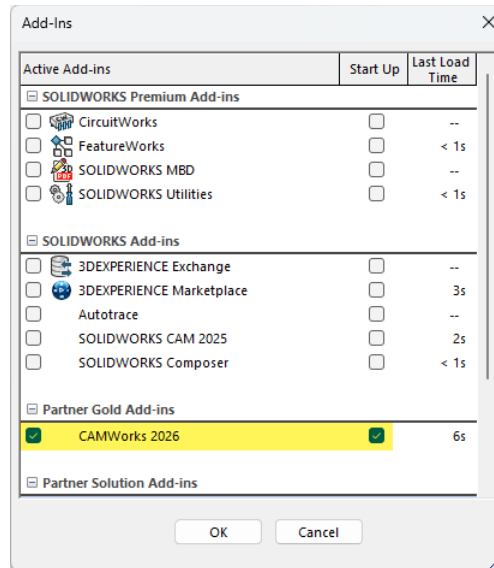 Add-Ins
Active Add-ins Start Up Last Load Time
SOLIDWORKS Premium Add-ins
CircuitWorks --
FeatureWorks < 1s
SOLIDWORKS MBD --
SOLIDWORKS Utilities < 1s
SOLIDWORKS Add-ins
3DEXPERIENCE Exchange --
3DEXPERIENCE Marketplace 3s
Autotrace --
SOLIDWORKS CAM 2025 2s
SOLIDWORKS Composer < 1s
Partner Gold Add-ins
CAMWorks 2026 6s
Partner Solution Add-ins
OK Cancel